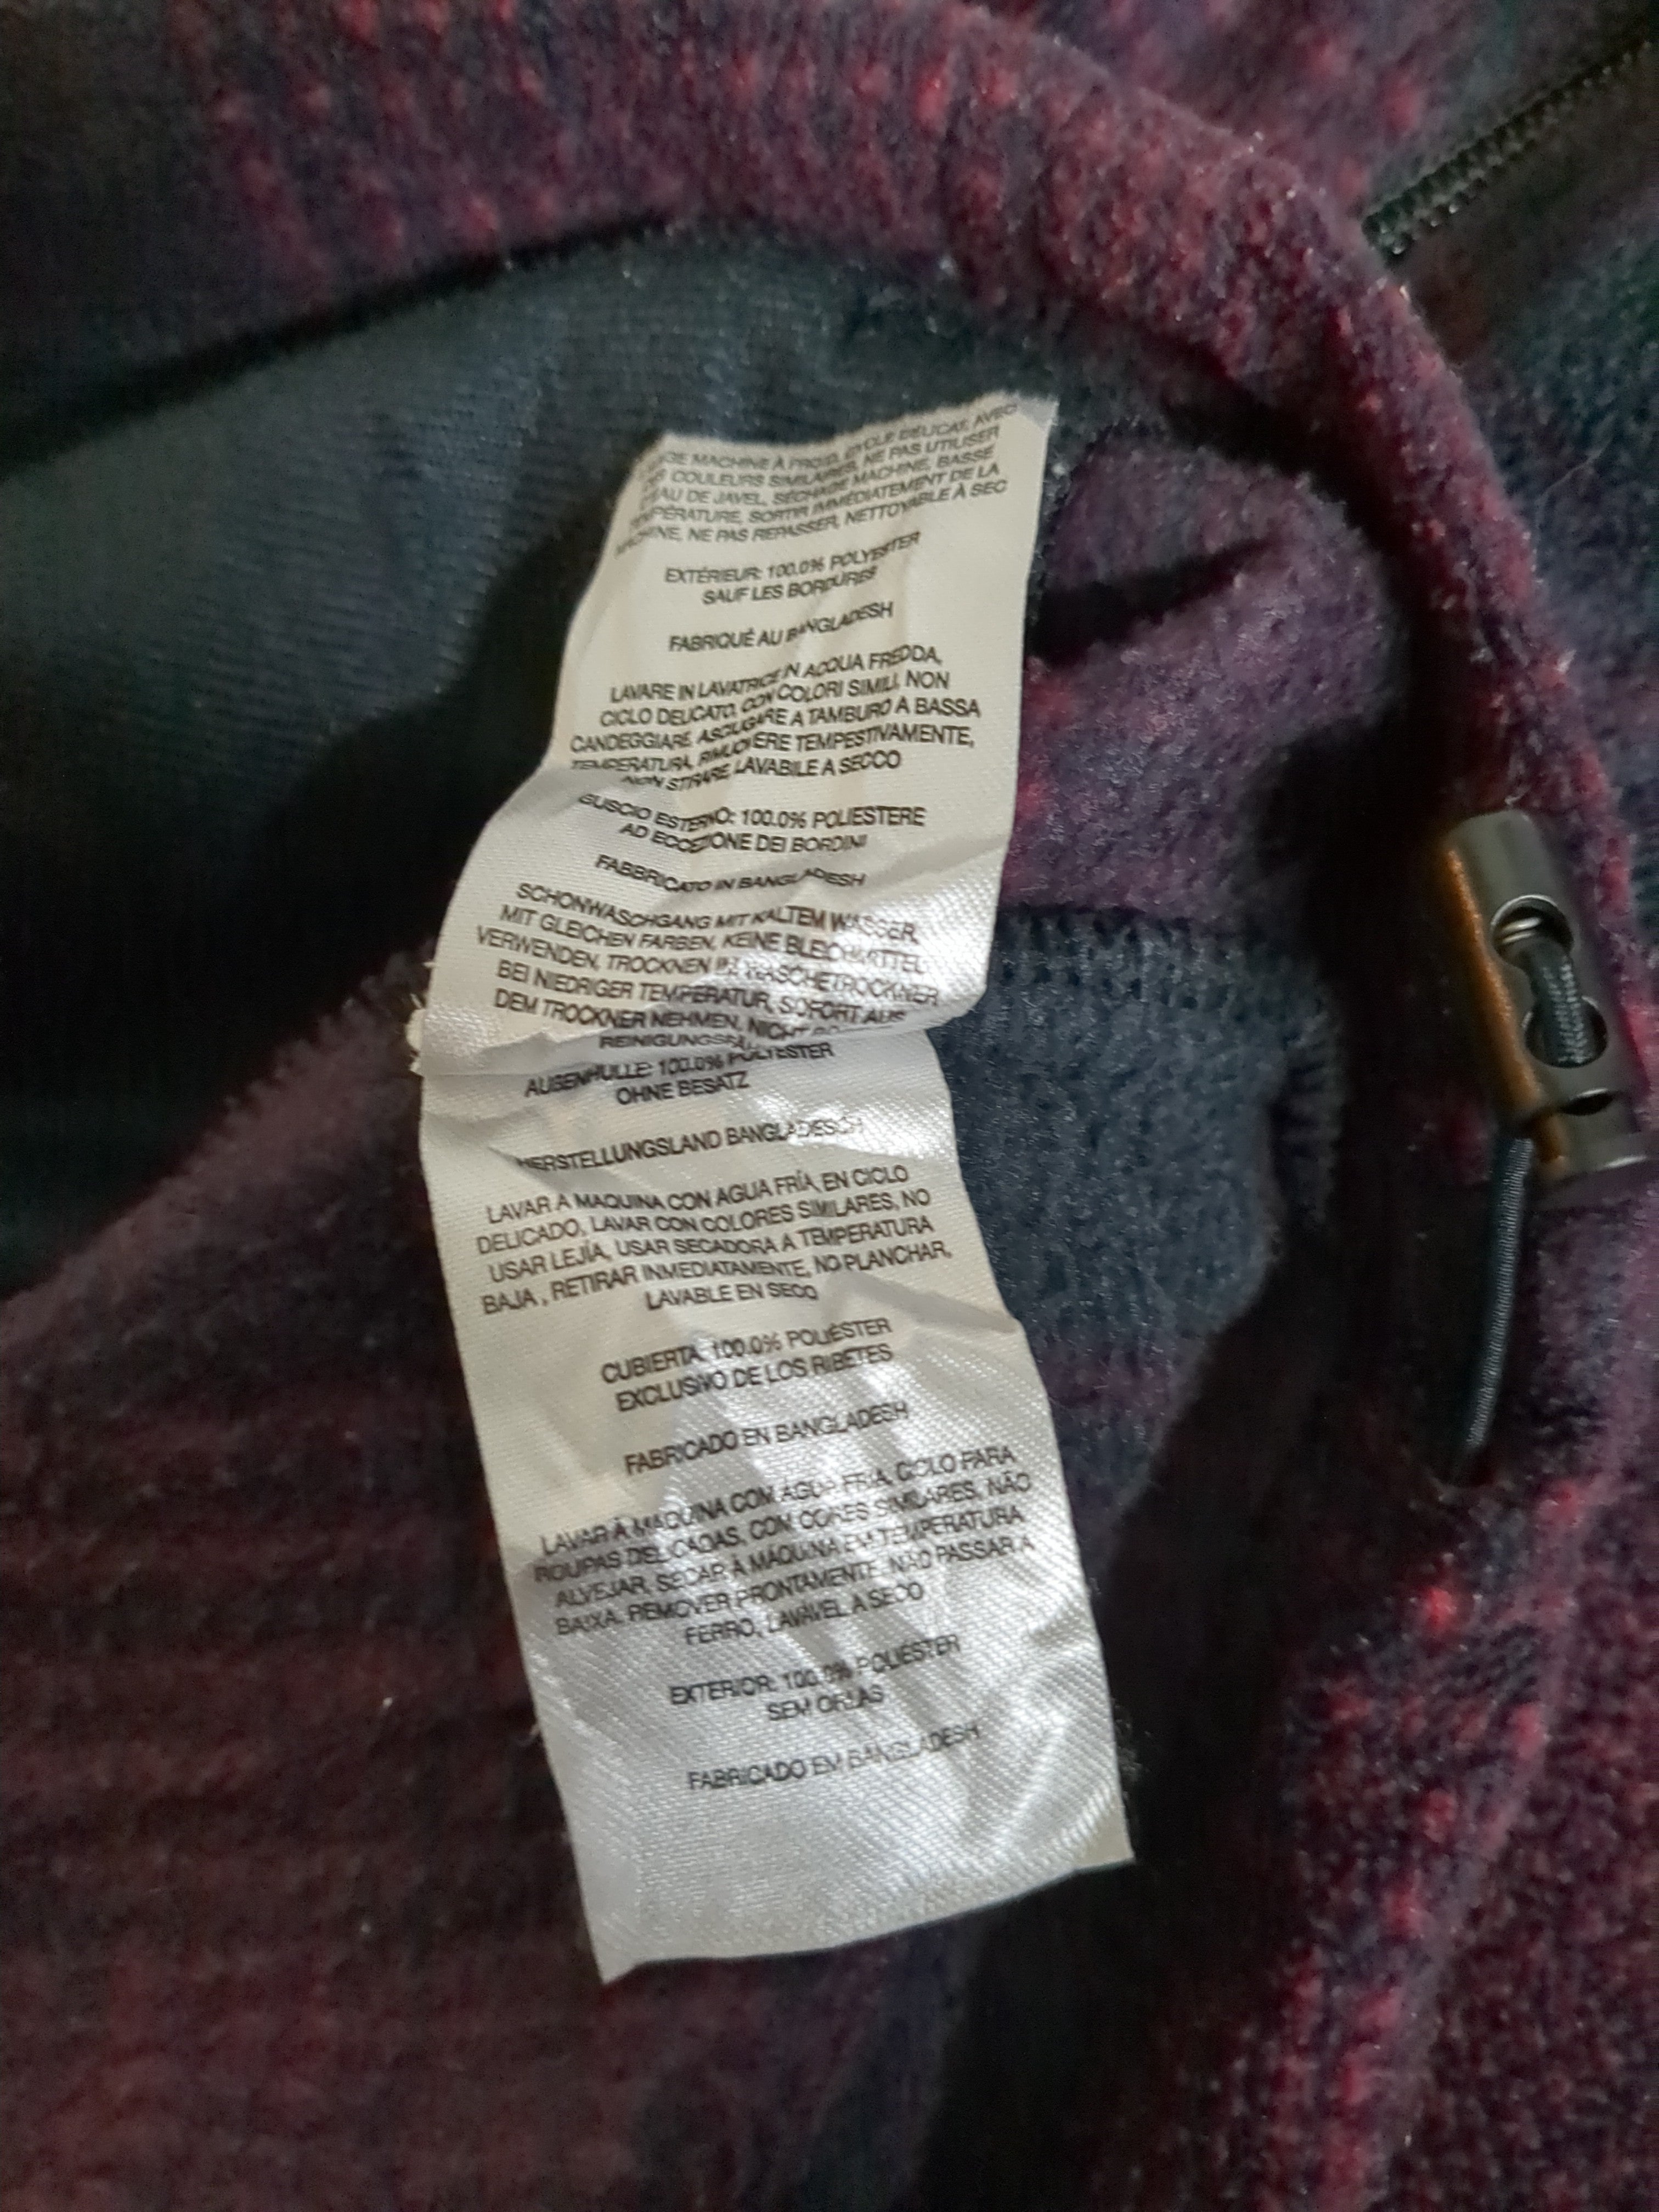 MACHINE À FROID, CYCLE DÉLICAT, AVEC
COULEURS SIMILAIRES, NE PAS UTILISER
EAU DE JAVEL, SÉCHAGE MACHINE, BASSE
TEMPÉRATURE, SORTIR IMMÉDIATEMENT DE LA
MACHINE, NE PAS REPASSER, NETTOYABLE À SEC
EXTÉRIEUR: 100.0% POLYESTER
SAUF LES BORDURES
FABRIQUÉ AU BANGLADESH
LAVARE IN LAVATRICE IN ACQUA FREDDA,
CICLO DELICATO, CON COLORI SIMILI, NON
CANDEGGIARE, ASCIUGARE A TAMBURO A BASSA
TEMPERATURA, RIMUOVERE TEMPESTIVAMENTE,
NON STIRARE, LAVABILE A SECCO
GUSCIO ESTERNO: 100.0% POLIESTERE
AD ECCEZIONE DEI BORDINI
FABBRICATO IN BANGLADESH
SCHONWASCHGANG MIT KALTEM WASSER,
MIT GLEICHEN FARBEN, KEINE BLEICHMITTEL
VERWENDEN, TROCKNEN IM WASCHETROCKNER
BEI NIEDRIGER TEMPERATUR, SOFORT AUS
DEM TROCKNER NEHMEN, NICHT
AUBENHULLE: 100.0% POLYESTER
OHNE BESATZ
HERSTELLUNGSLAND BANGLADESCH
LAVAR A MAQUINA CON AGUA FRÍA, EN CICLO
DELICADO, LAVAR CON COLORES SIMILARES, NO
USAR LEJÍA, USAR SECADORA A TEMPERATURA
BAJA , RETIRAR INMEDIATAMENTE, NO PLANCHAR,
LAVABLE EN SECO
CUBIERTA: 100.0% POLIÉSTER
EXCLUSIVO DE LOS RIBETES
FABRICADO EN BANGLADESH
LAVAR À MAQUINA COM ÁGUA FRIA, CICLO PARA
ROUPAS DELICADAS, COM CORES SIMILARES, NÃO
ALVEJAR, SECAR À MÁQUINA EM TEMPERATURA
BAIXA, REMOVER PRONTAMENTE, NÃO PASSAR A
FERRO, LAVÁVEL A SECO
EXTERIOR: 100.0% POLIÉSTER
SEM ORLAS
FABRICADO EM BANGLADESH